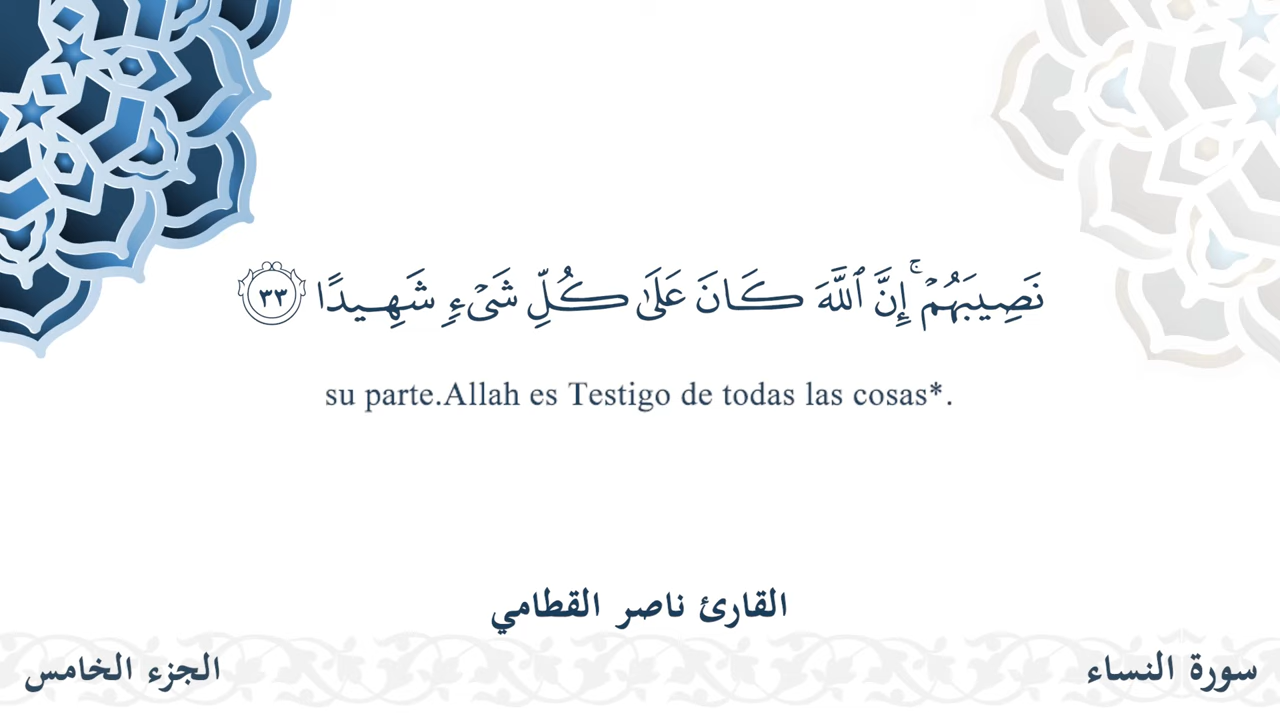 نَصِيبَهُمۡۚ إِنَّ ٱللَّهَ كَانَ عَلَىٰ كُلِّ شَيۡءٖ شَهِيدًا ٣٣
su parte.Allah es Testigo de todas las cosas*.
القارئ ناصر القطامي
سورة النساء
الجزء الخامس